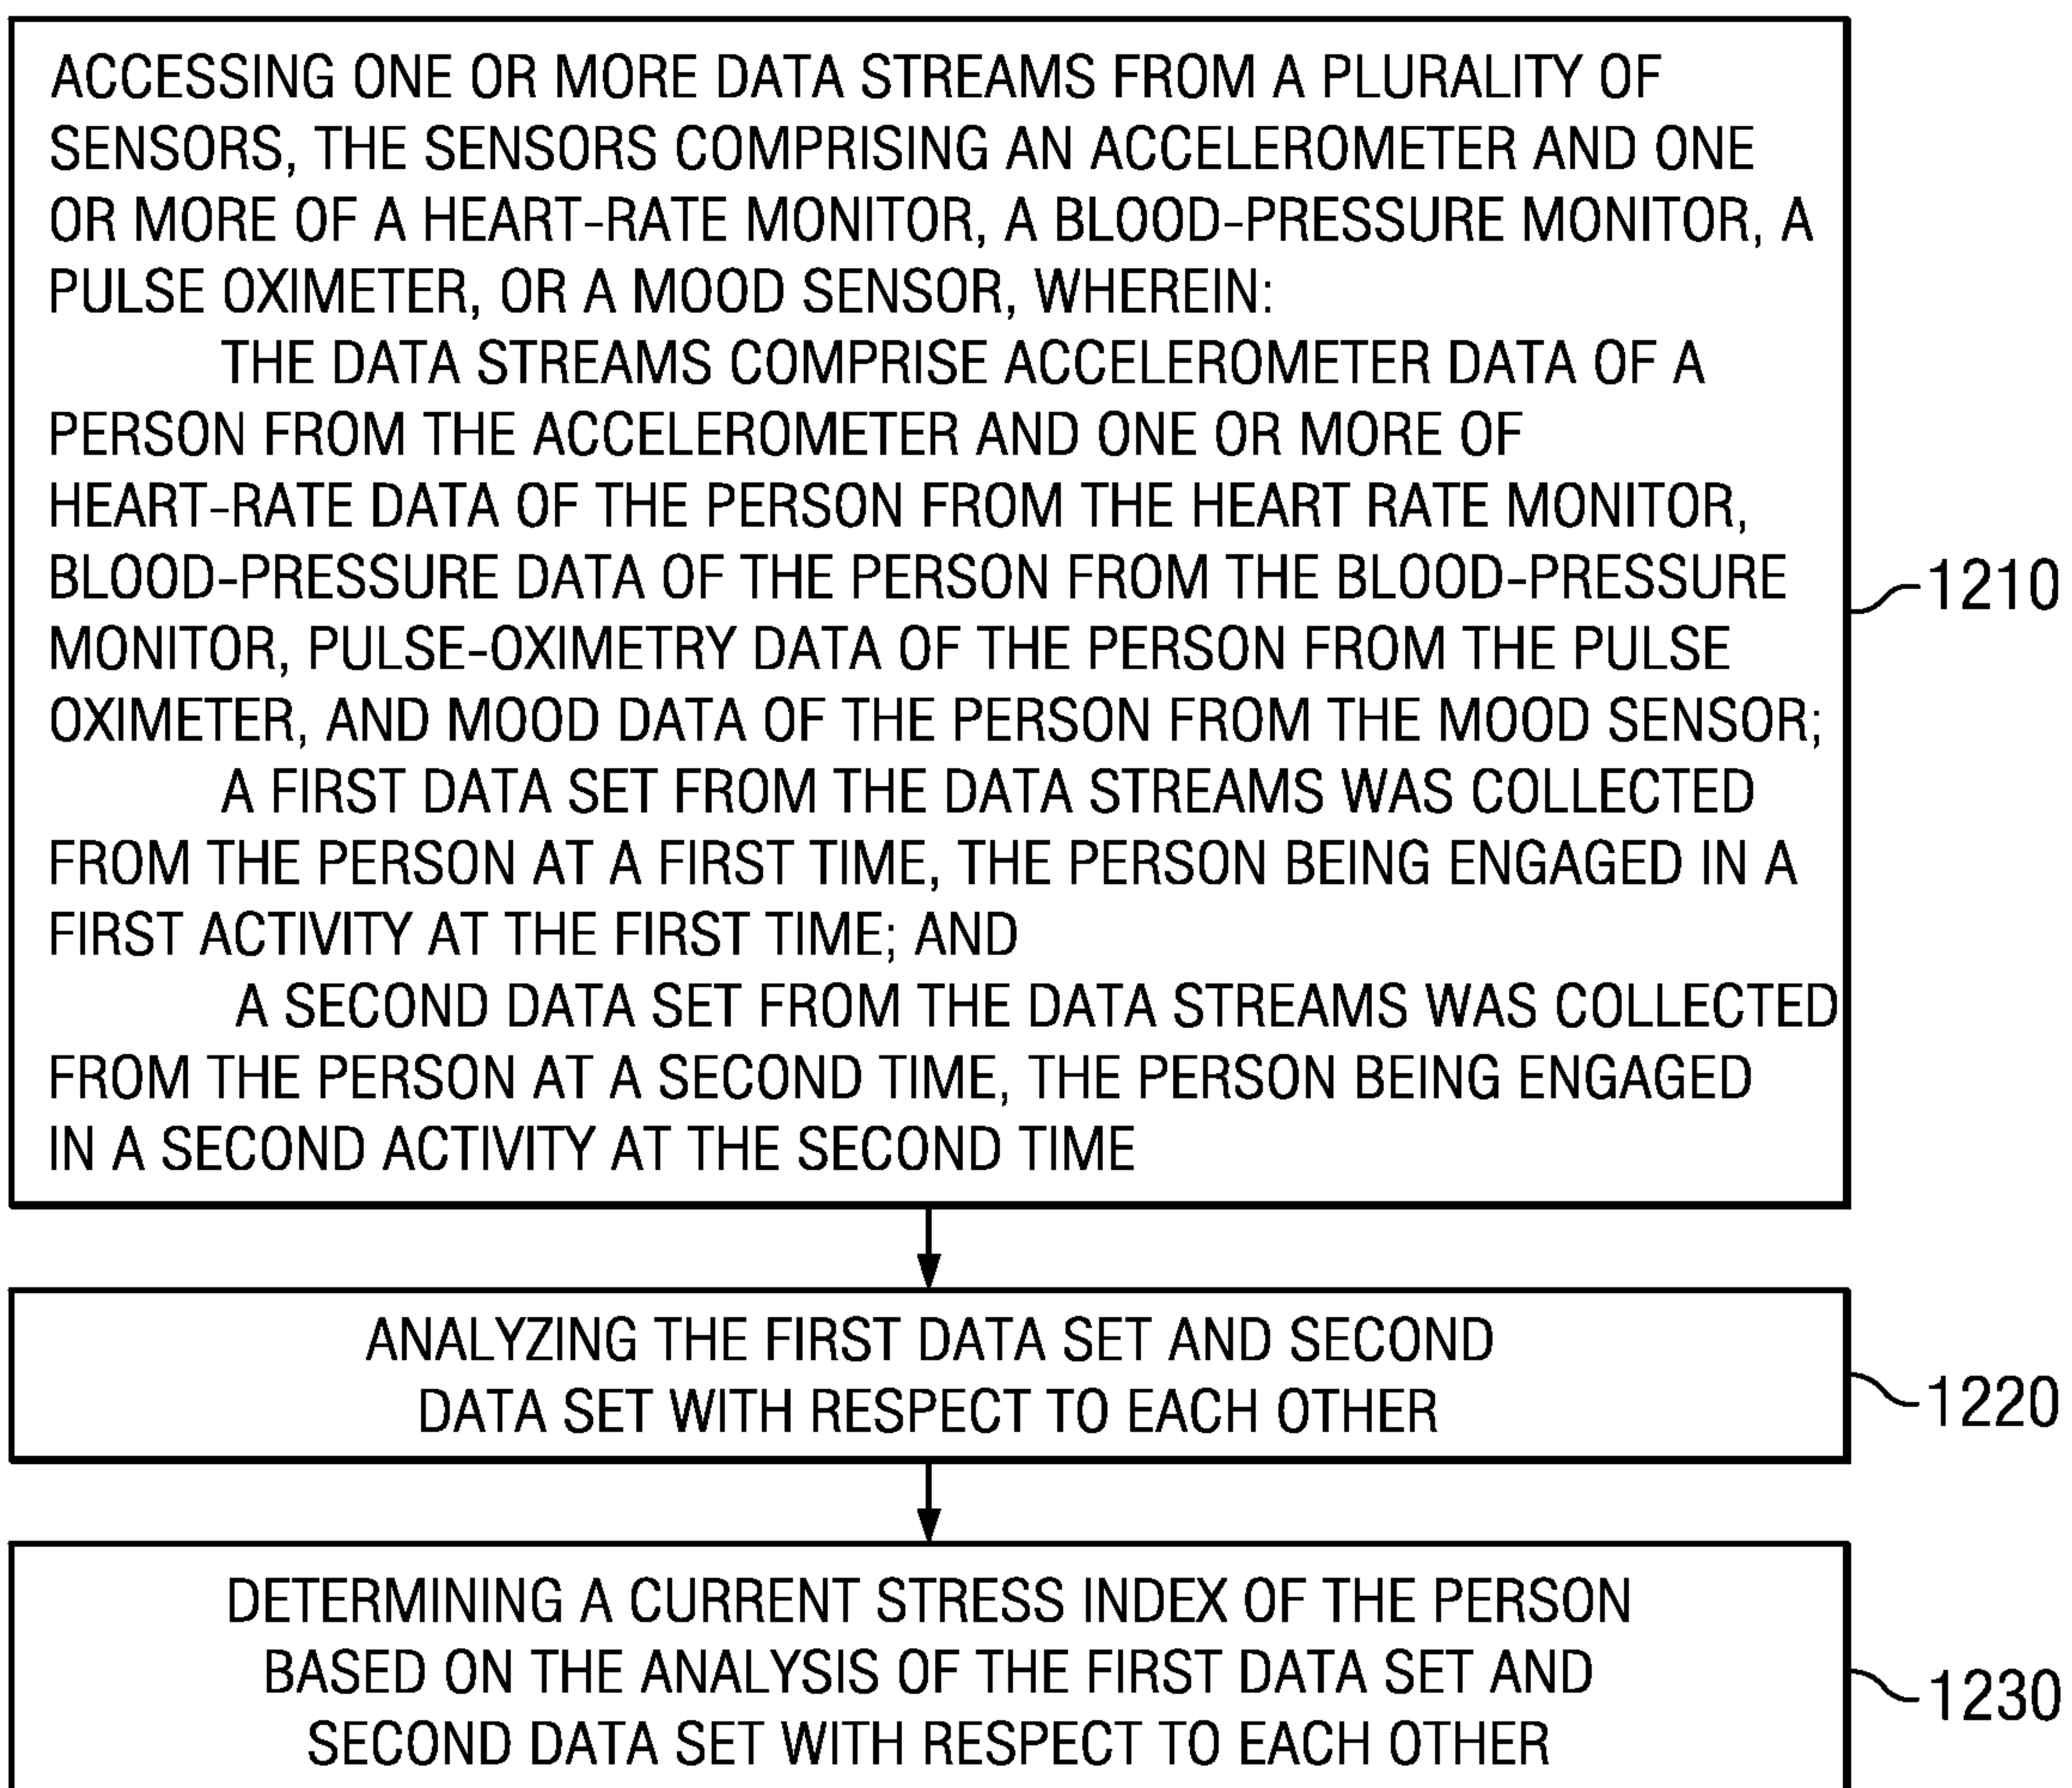 ACCESSING ONE OR MORE DATA STREAMS FROM A PLURALITY OF
SENSORS, THE SENSORS COMPRISING AN ACCELEROMETER AND ONE
OR MORE OF A HEART-RATE MONITOR, A BLOOD-PRESSURE MONITOR, A
PULSE OXIMETER, OR A MOOD SENSOR, WHEREIN:
THE DATA STREAMS COMPRISE ACCELEROMETER DATA OF A
PERSON FROM THE ACCELEROMETER AND ONE OR MORE OF
HEART-RATE DATA OF THE PERSON FROM THE HEART RATE MONITOR,
BLOOD-PRESSURE DATA OF THE PERSON FROM THE BLOOD-PRESSURE
MONITOR, PULSE-OXIMETRY DATA OF THE PERSON FROM THE PULSE
OXIMETER, AND MOOD DATA OF THE PERSON FROM THE MOOD SENSOR;
A FIRST DATA SET FROM THE DATA STREAMS WAS COLLECTED
FROM THE PERSON AT A FIRST TIME, THE PERSON BEING ENGAGED IN A
FIRST ACTIVITY AT THE FIRST TIME; AND
A SECOND DATA SET FROM THE DATA STREAMS WAS COLLECTED
FROM THE PERSON AT A SECOND TIME, THE PERSON BEING ENGAGED
IN A SECOND ACTIVITY AT THE SECOND TIME
1210
ANALYZING THE FIRST DATA SET AND SECOND
DATA SET WITH RESPECT TO EACH OTHER
1220
DETERMINING A CURRENT STRESS INDEX OF THE PERSON
BASED ON THE ANALYSIS OF THE FIRST DATA SET AND
SECOND DATA SET WITH RESPECT TO EACH OTHER
1230